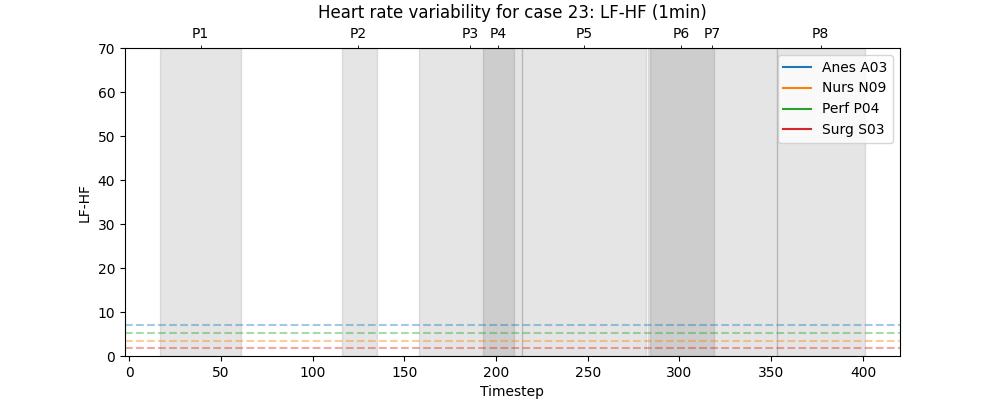 Heart rate variability for case 23: LF-HF (1min)
P1 P2 P3 P4 P5 P6 P7 P8
70
60
50
40
30
20
10
0
LF-HF
Anes A03
Nurs N09
Perf P04
Surg S03
0 50 100 150 200 250 300 350 400
Timestep